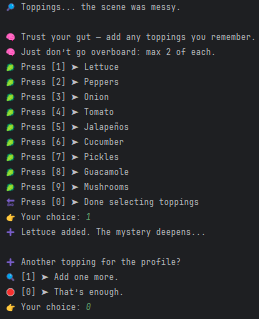 🔎 Toppings... the scene was messy.

🧠 Trust your gut — add any toppings you remember.
🧠 Just don't go overboard: max 2 of each.
🥬 Press [1] ➤ Lettuce
🥬 Press [2] ➤ Peppers
🥬 Press [3] ➤ Onion
🥬 Press [4] ➤ Tomato
🥬 Press [5] ➤ Jalapeños
🥬 Press [6] ➤ Cucumber
🥬 Press [7] ➤ Pickles
🥬 Press [8] ➤ Guacamole
🥬 Press [9] ➤ Mushrooms
🔙 Press [0] ➤ Done selecting toppings
👉 Your choice: 1
➕ Lettuce added. The mystery deepens...

➕ Another topping for the profile?
🔎 [1] ➤ Add one more.
🛑 [0] ➤ That's enough.
👉 Your choice: 0